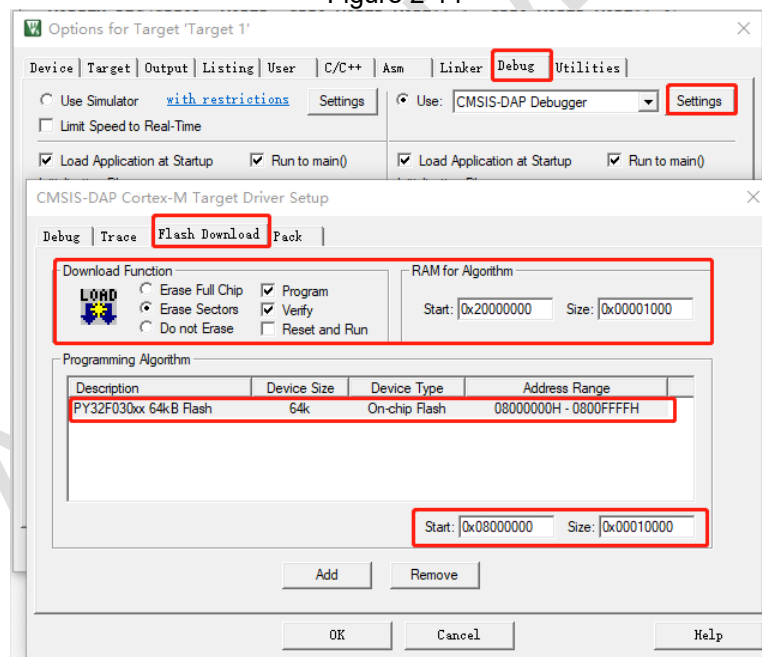 Options for Target 'Target 1'
Device Target Output Listing User C/C++ Asm Linker Debug Utilities
Use Simulator with restrictions Settings Use: CMSIS-DAP Debugger Settings
Limit Speed to Real-Time
Load Application at Startup Run to main() Load Application at Startup Run to main()
CMSIS-DAP Cortex-M Target Driver Setup
Debug Trace Flash Download Pack
Download Function RAM for Algorithm
LOAD Erase Full Chip Program
Erase Sectors Verify Start: 0x20000000 Size: 0x00001000
Do not Erase Reset and Run
Programming Algorithm
Description Device Size Device Type Address Range
PY32F030xx 64kB Flash 64k On-chip Flash 08000000H - 0800FFFFH
Start: 0x08000000 Size: 0x00010000
Add Remove
OK Cancel Help